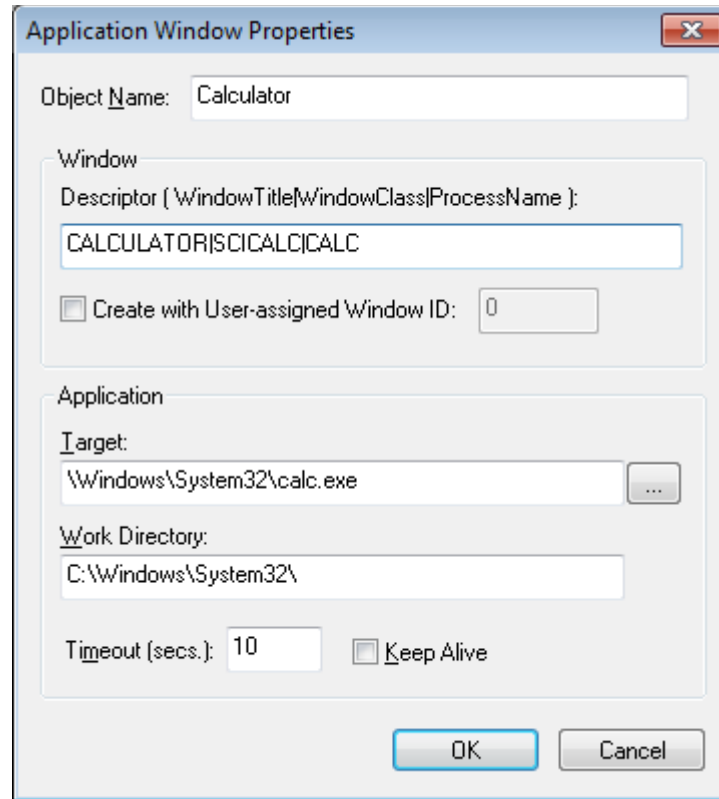 Application Window Properties
Object Name: Calculator
Window
Descriptor ( WindowTitle|WindowClass|ProcessName ):
CALCULATOR|SCICALC|CALC
Create with User-assigned Window ID: 0
Application
Target:
\Windows\System32\calc.exe ...
Work Directory:
C:\Windows\System32\
Timeout (secs.): 10 Keep Alive
OK Cancel